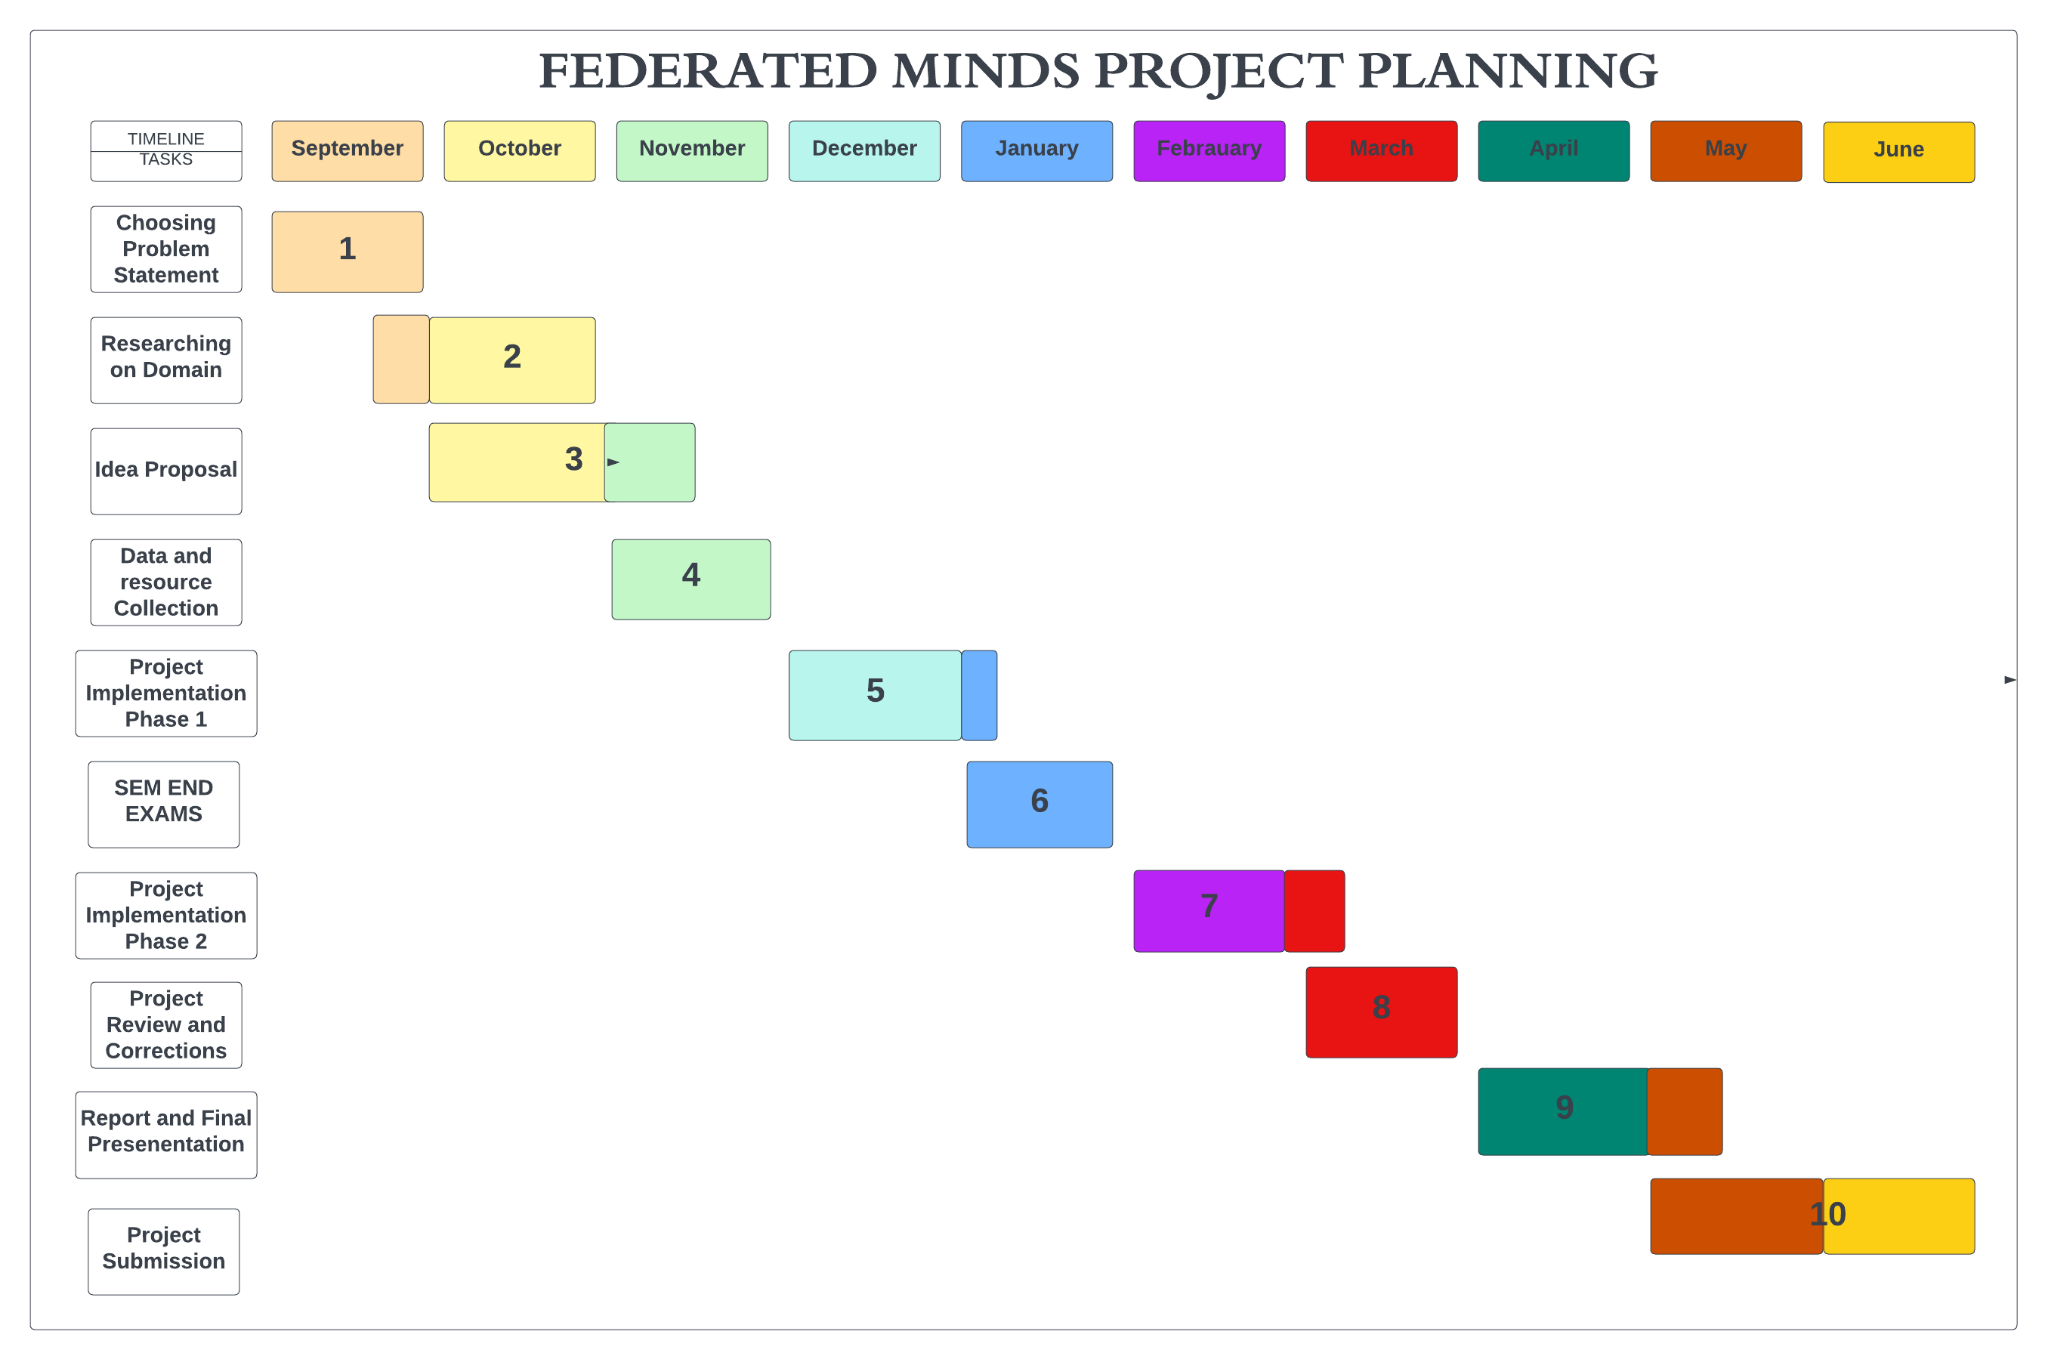 FEDERATED MINDS PROJECT PLANNING
TIMELINE
TASKS
September
October
November
December
January
Febrauary
March
April
May
June
Choosing
Problem
Statement
1
Researching
on Domain
2
Idea Proposal
3
Data and
resource
Collection
4
Project
Implementation
Phase 1
5
SEM END
EXAMS
6
Project
Implementation
Phase 2
7
Project
Review and
Corrections
8
Report and Final
Presenentation
9
Project
Submission
10